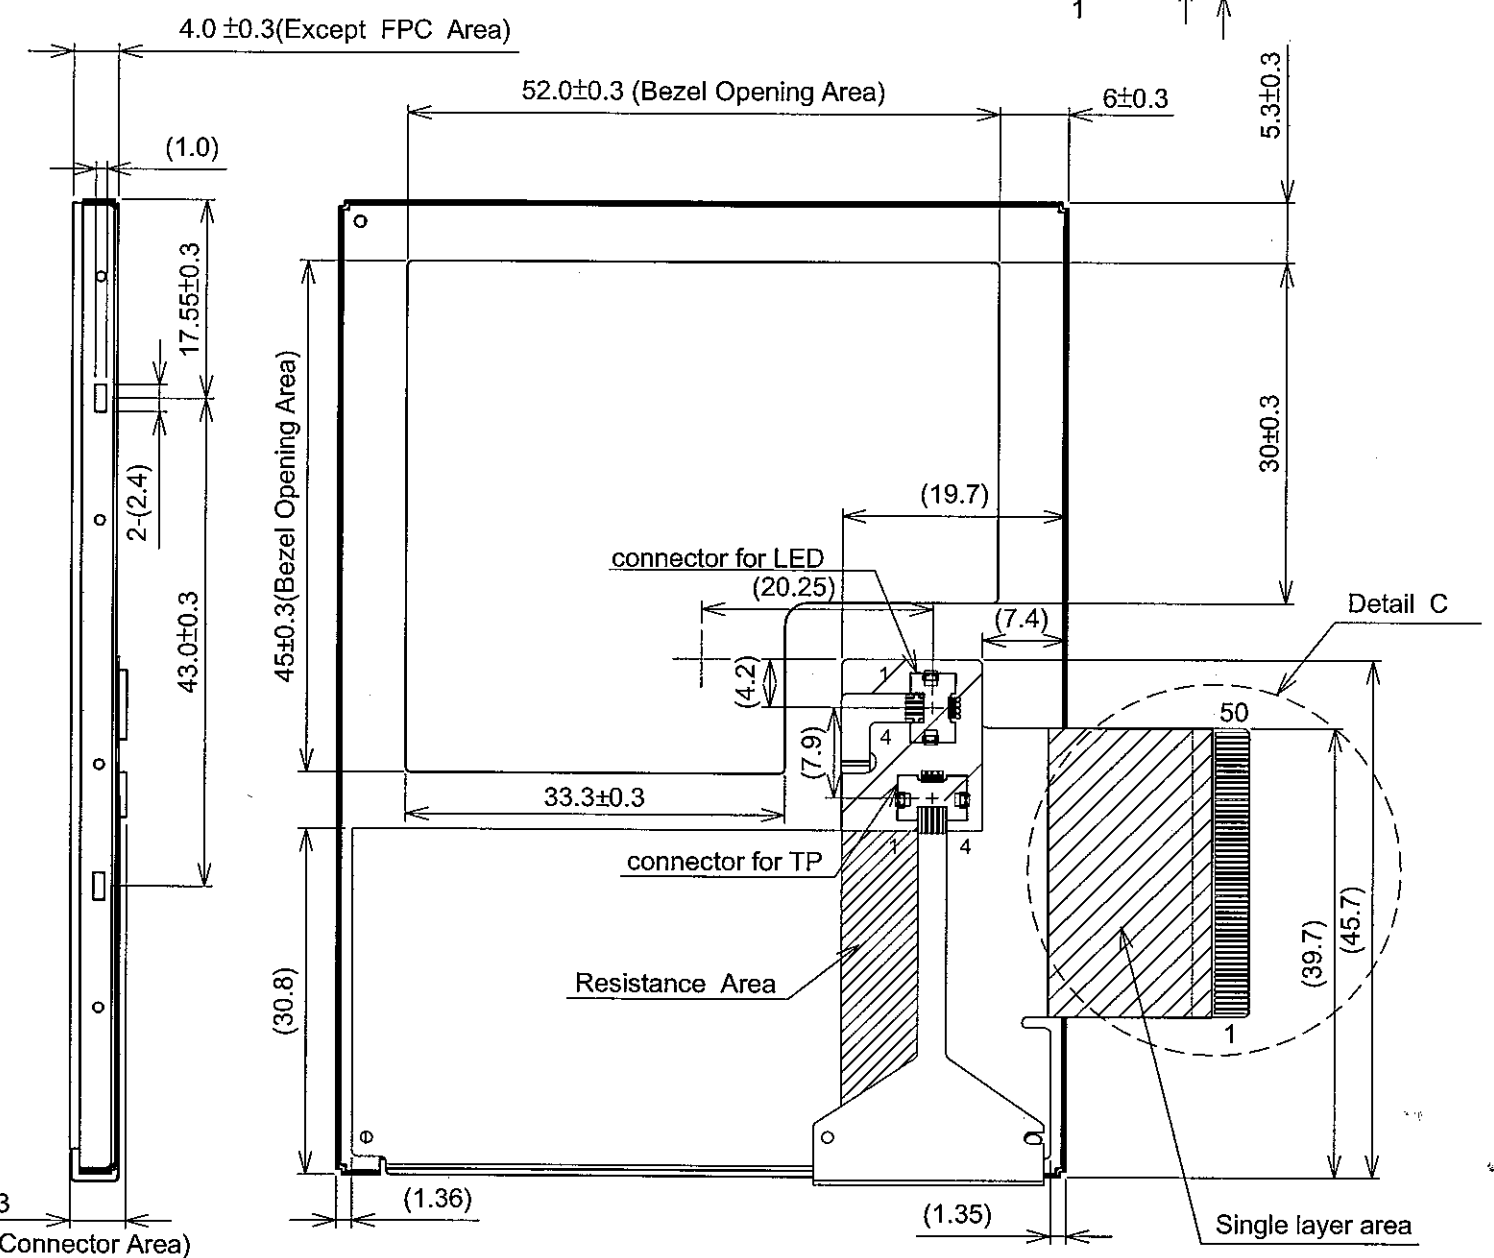 1
4.0 ±0.3(Except FPC Area)
52.0±0.3 (Bezel Opening Area)
6±0.3
5.3±0.3
(1.0)
17.55±0.3
2-(2.4)
43.0±0.3
45±0.3(Bezel Opening Area)
30±0.3
(19.7)
connector for LED
(20.25)
(7.4)
Detail C
(4.2)
1
4
(7.9)
50
33.3±0.3
1
4
connector for TP
(39.7)
(45.7)
Resistance Area
(30.8)
1
(1.36)
(1.35)
Single layer area
3
Connector Area)